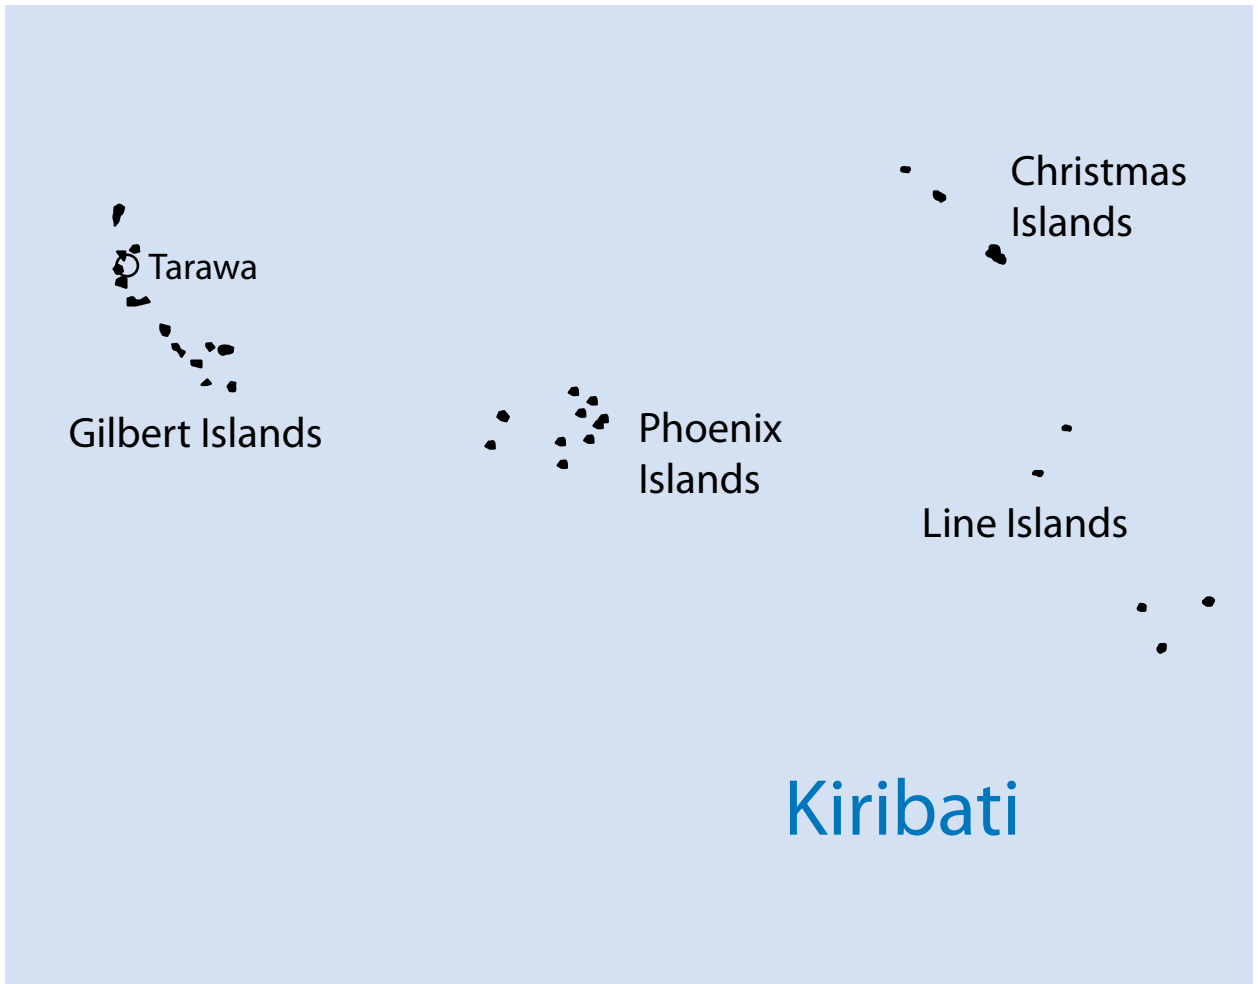 Christmas
Islands
Tarawa
Gilbert Islands
Phoenix
Islands
Line Islands
Kiribati